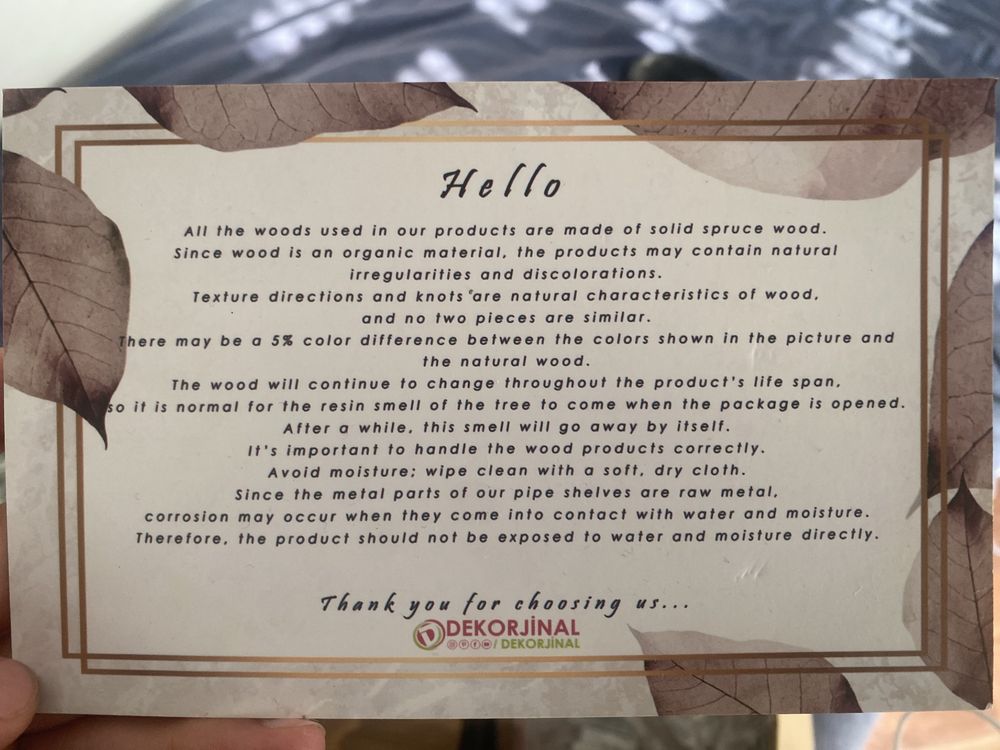 Hello
All the woods used in our products are made of solid spruce wood.
Since wood is an organic material, the products may contain natural
irregularities and discolorations.
Texture directions and knots are natural characteristics of wood,
and no two pieces are similar.
There may be a 5% color difference between the colors shown in the picture and
the natural wood.
The wood will continue to change throughout the product's life span,
so it is normal for the resin smell of the tree to come when the package is opened.
After a while, this smell will go away by itself.
It's important to handle the wood products correctly.
Avoid moisture; wipe clean with a soft, dry cloth.
Since the metal parts of our pipe shelves are raw metal,
corrosion may occur when they come into contact with water and moisture.
Therefore, the product should not be exposed to water and moisture directly.
Thank you for choosing us...
DEKORJİNAL
/ DEKORJİNAL